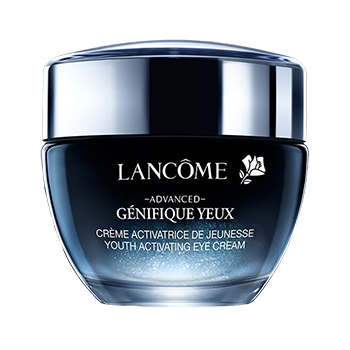 LANCÔME
–ADVANCED–
GÉNIFIQUE YEUX
CRÈME ACTIVATRICE DE JEUNESSE
YOUTH ACTIVATING EYE CREAM